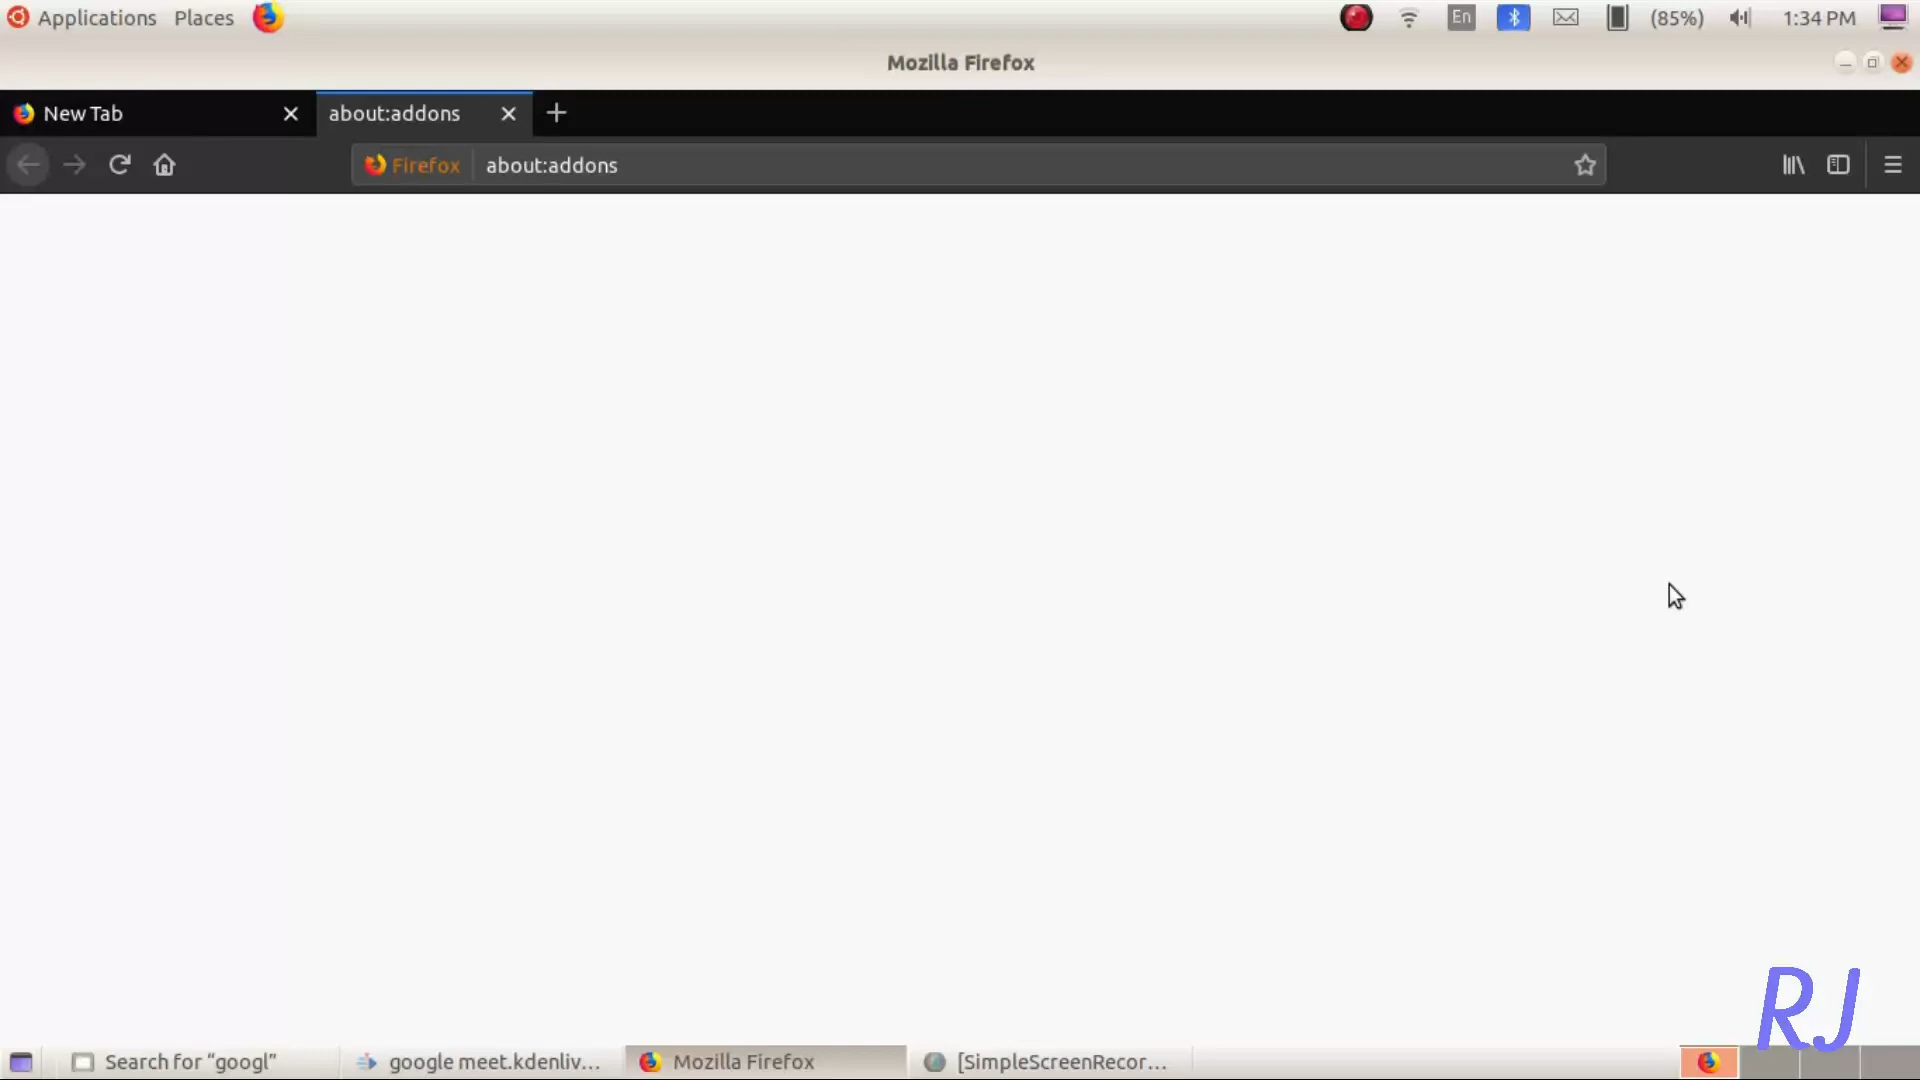 Applications Places En (85%) 1:34 PM
Mozilla Firefox
New Tab about:addons
Firefox about:addons
RJ
Search for “googl” google meet.kdenliv... Mozilla Firefox [SimpleScreenRecor...